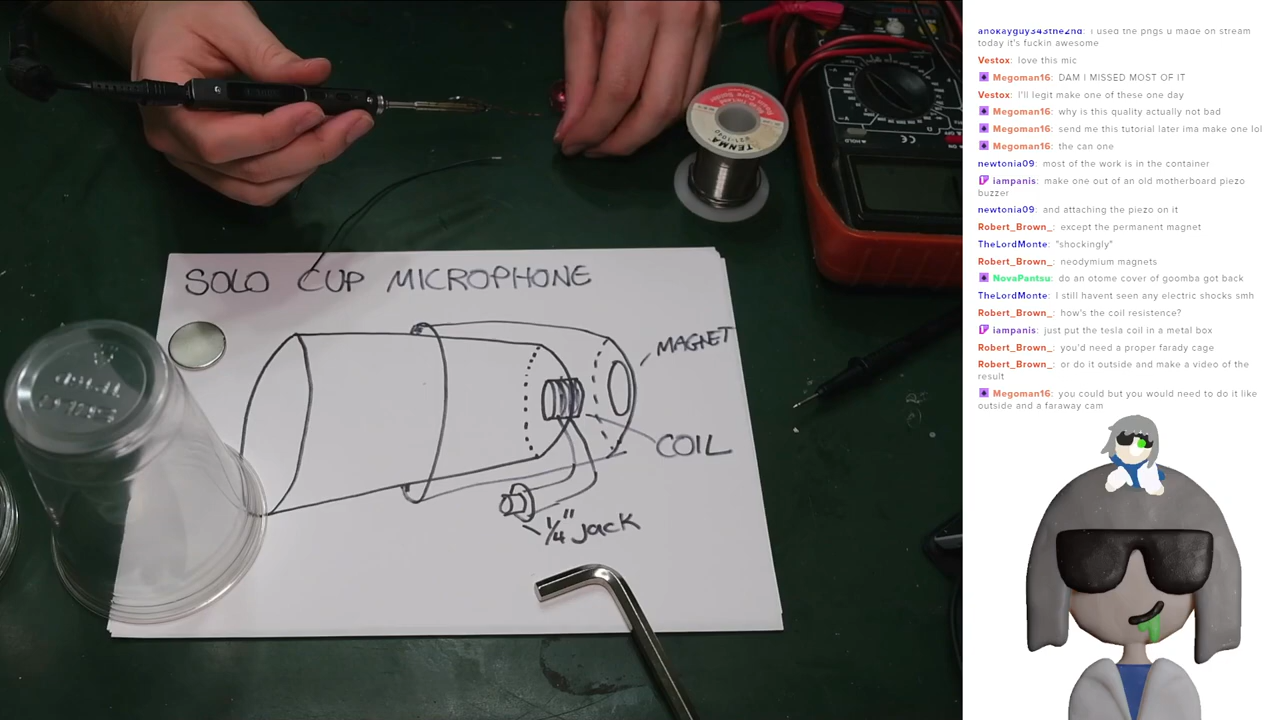 SOLO CUP MICROPHONE
MAGNET
COIL
1/4" JACK
TENMA
CE
anokayguy343the2nd: i used the pngs u made on stream
today it's fuckin awesome
Vestox: love this mic
Megoman16: DAM I MISSED MOST OF IT
Vestox: I'll legit make one of these one day
Megoman16: why is this quality actually not bad
Megoman16: send me this tutorial later ima make one lol
Megoman16: the can one
newtonia09: most of the work is in the container
iampanis: make one out of an old motherboard piezo
buzzer
newtonia09: and attaching the piezo on it
Robert_Brown_: except the permanent magnet
TheLordMonte: "shockingly"
Robert_Brown_: neodymium magnets
NovaPantsu: do an otome cover of goomba got back
TheLordMonte: I still havent seen any electric shocks smh
Robert_Brown_: how's the coil resistance?
iampanis: just put the tesla coil in a metal box
Robert_Brown_: you'd need a proper farady cage
Robert_Brown_: or do it outside and make a video of the
result
Megoman16: you could but you would need to do it like
outside and a faraway cam